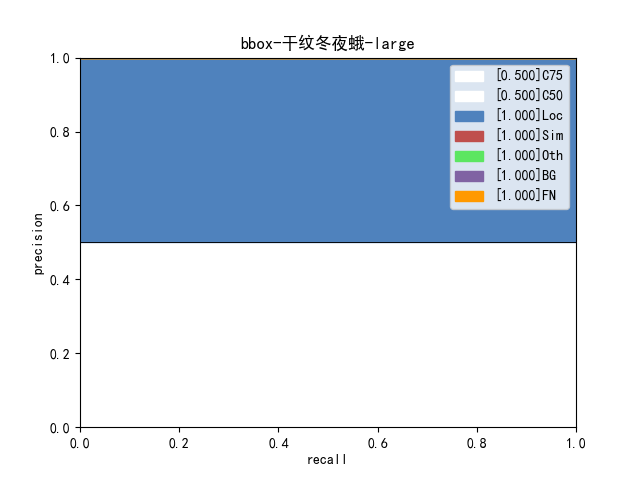 bbox-干纹冬夜蛾-large
1.0
0.8
0.6
0.4
0.2
0.0
precision
[0.500]C75
[0.500]C50
[1.000]Loc
[1.000]Sim
[1.000]Oth
[1.000]BG
[1.000]FN
0.0 0.2 0.4 0.6 0.8 1.0
recall